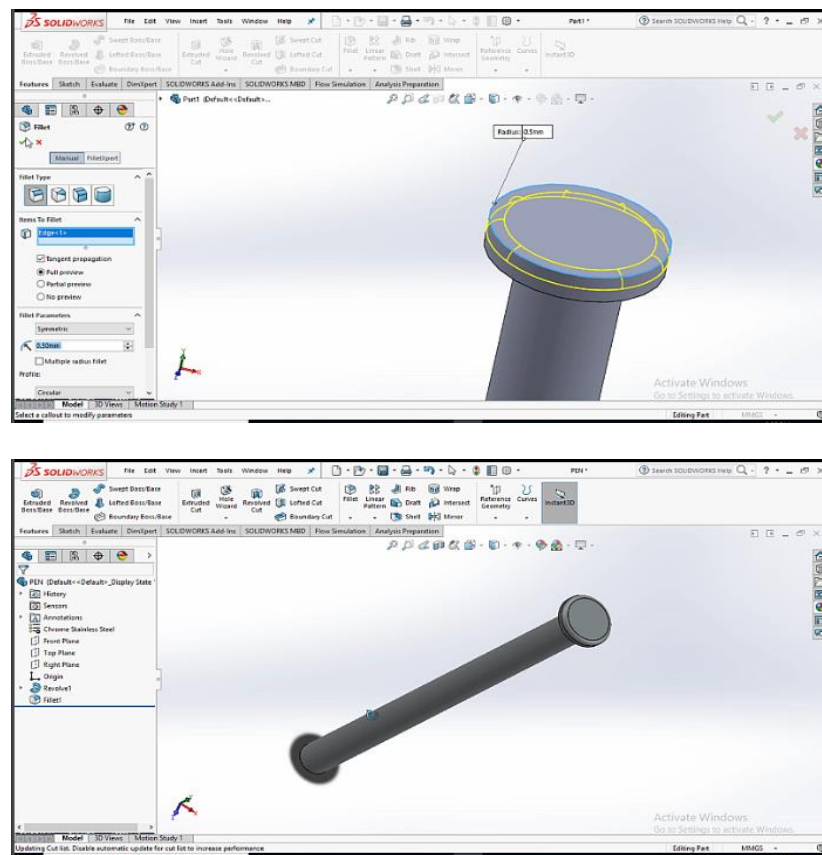 SOLIDWORKS File Edit View Insert Tools Window Help Part1 * Search SOLIDWORKS Help
Extruded Boss/Base Revolved Boss/Base Swept Boss/Base Lofted Boss/Base Boundary Boss/Base Extruded Cut Hole Wizard Revolved Cut Swept Cut Lofted Cut Boundary Cut Fillet Linear Pattern Rib Draft Shell Wrap Intersect Mirror Reference Geometry Curves Instant3D
Features Sketch Evaluate DimXpert SOLIDWORKS Add-Ins SOLIDWORKS MBD Flow Simulation Analysis Preparation
Part1 (Default<<Default>...
Fillet
Manual FilletXpert
Fillet Type
Items To Fillet
Edge<1>
Tangent propagation
Full preview
Partial preview
No preview
Fillet Parameters
Symmetric
0.50mm
Multiple radius fillet
Profile:
Circular
Radius: 0.5mm
Activate Windows
Go to Settings to activate Windows.
Model 3D Views Motion Study 1
Select a callout to modify parameters Editing Part MMGS
SOLIDWORKS File Edit View Insert Tools Window Help PEN * Search SOLIDWORKS Help
Extruded Boss/Base Revolved Boss/Base Swept Boss/Base Lofted Boss/Base Boundary Boss/Base Extruded Cut Hole Wizard Revolved Cut Swept Cut Lofted Cut Boundary Cut Fillet Linear Pattern Rib Draft Shell Wrap Intersect Mirror Reference Geometry Curves Instant3D
Features Sketch Evaluate DimXpert SOLIDWORKS Add-Ins SOLIDWORKS MBD Flow Simulation Analysis Preparation
PEN (Default<<Default>_Display State
History
Sensors
Annotations
Chrome Stainless Steel
Front Plane
Top Plane
Right Plane
Origin
Revolve1
Fillet1
Activate Windows
Go to Settings to activate Windows.
Model 3D Views Motion Study 1
Updating Cut list. Disable automatic update for cut list to increase performance Editing Part MMGS